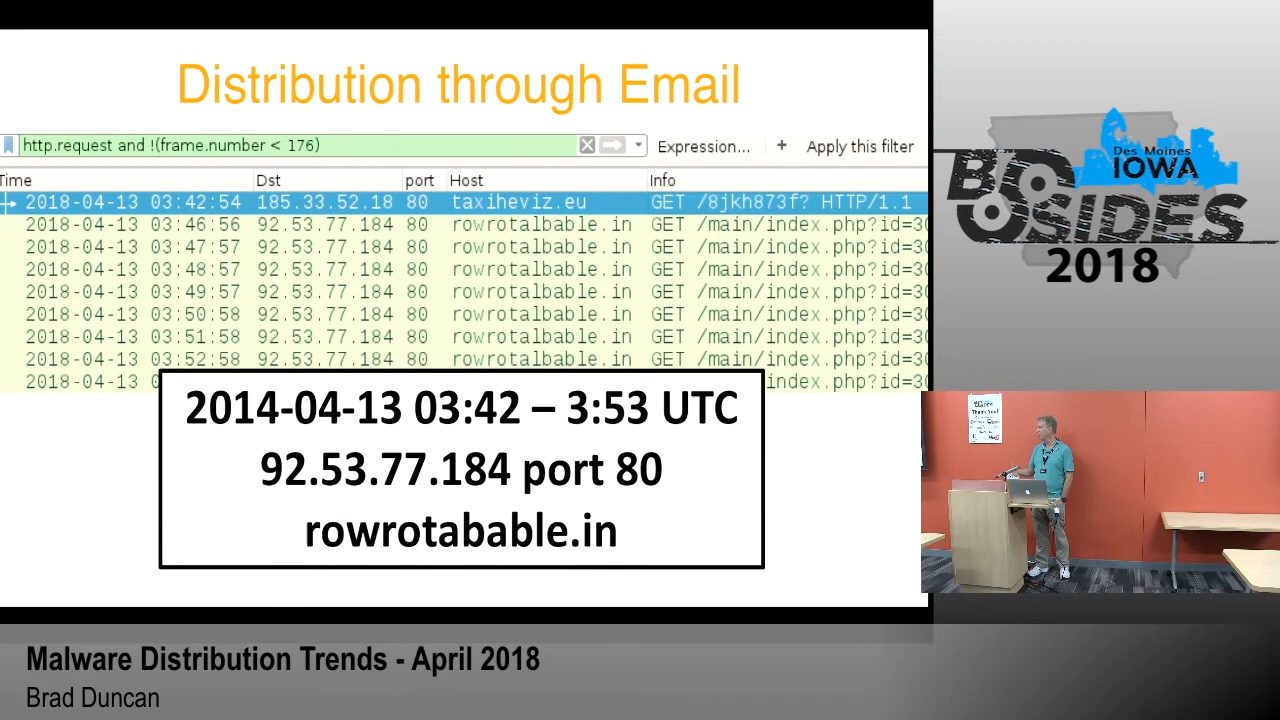 Distribution through Email
http.request and !(frame.number < 176)
Expression...
+
Apply this filter
Time Dst port Host Info
2018-04-13 03:42:54 185.33.52.18 80 taxiheviz.eu GET /8jkh873f? HTTP/1.1
2018-04-13 03:46:56 92.53.77.184 80 rowrotalbable.in GET /main/index.php?id=30
2018-04-13 03:47:57 92.53.77.184 80 rowrotalbable.in GET /main/index.php?id=30
2018-04-13 03:48:57 92.53.77.184 80 rowrotalbable.in GET /main/index.php?id=30
2018-04-13 03:49:57 92.53.77.184 80 rowrotalbable.in GET /main/index.php?id=30
2018-04-13 03:50:58 92.53.77.184 80 rowrotalbable.in GET /main/index.php?id=30
2018-04-13 03:51:58 92.53.77.184 80 rowrotalbable.in GET /main/index.php?id=30
2018-04-13 03:52:58 92.53.77.184 80 rowrotalbable.in GET /main/index.php?id=30
2018-04-13 index.php?id=30
2014-04-13 03:42 – 3:53 UTC
92.53.77.184 port 80
rowrotabable.in
Des Moines
IOWA
BSIDES
2018
Thank You!
Malware Distribution Trends - April 2018
Brad Duncan